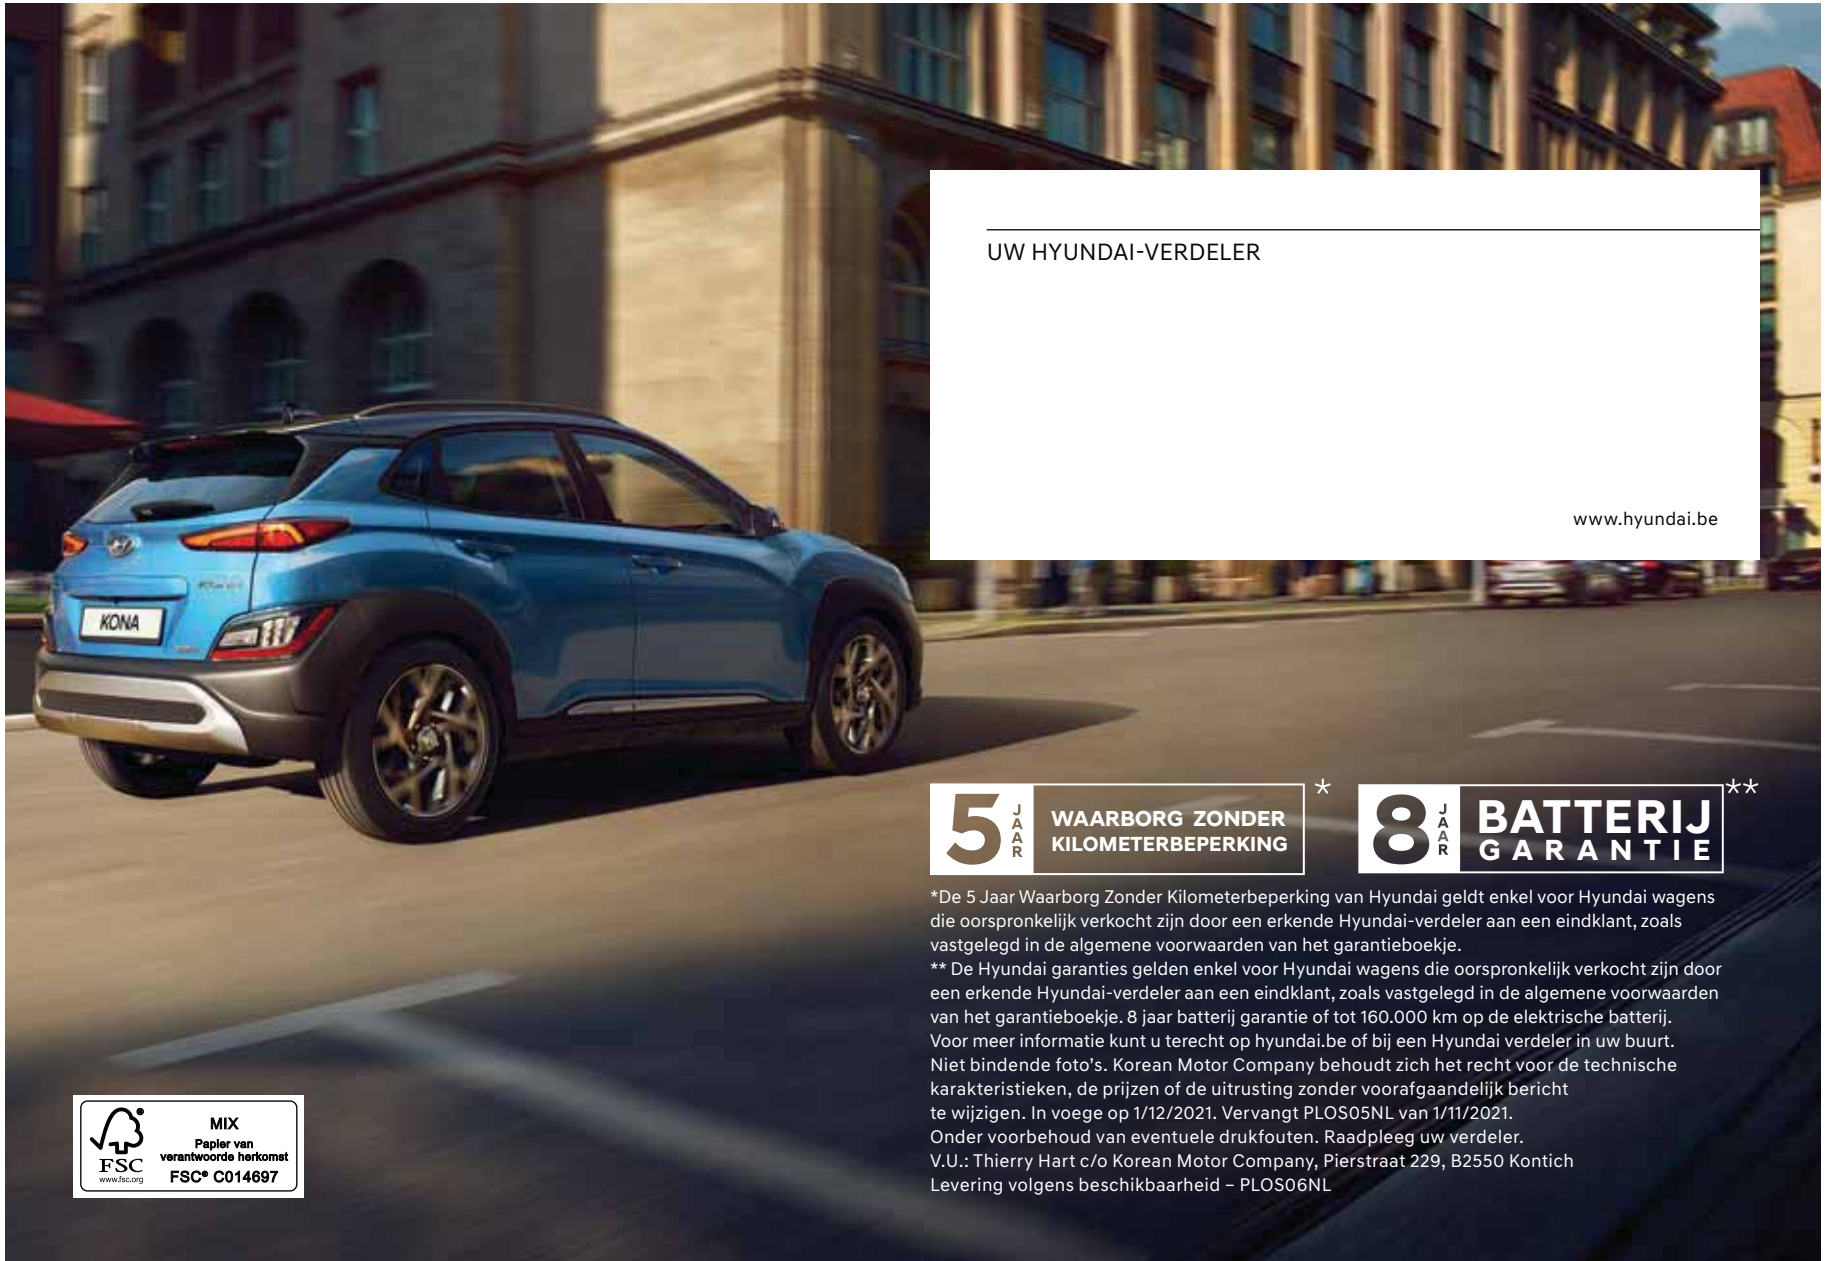 UW HYUNDAI-VERDELER
www.hyundai.be
KONA
5 JAAR WAARBORG ZONDER KILOMETERBEPERKING *
8 JAAR BATTERIJ GARANTIE **
*De 5 Jaar Waarborg Zonder Kilometerbeperking van Hyundai geldt enkel voor Hyundai wagens
die oorspronkelijk verkocht zijn door een erkende Hyundai-verdeler aan een eindklant, zoals
vastgelegd in de algemene voorwaarden van het garantieboekje.
** De Hyundai garanties gelden enkel voor Hyundai wagens die oorspronkelijk verkocht zijn door
een erkende Hyundai-verdeler aan een eindklant, zoals vastgelegd in de algemene voorwaarden
van het garantieboekje. 8 jaar batterij garantie of tot 160.000 km op de elektrische batterij.
Voor meer informatie kunt u terecht op hyundai.be of bij een Hyundai verdeler in uw buurt.
Niet bindende foto's. Korean Motor Company behoudt zich het recht voor de technische
karakteristieken, de prijzen of de uitrusting zonder voorafgaandelijk bericht
te wijzigen. In voege op 1/12/2021. Vervangt PLOS05NL van 1/11/2021.
Onder voorbehoud van eventuele drukfouten. Raadpleeg uw verdeler.
V.U.: Thierry Hart c/o Korean Motor Company, Pierstraat 229, B2550 Kontich
Levering volgens beschikbaarheid – PLOS06NL
FSC
www.fsc.org
MIX
Papier van
verantwoorde herkomst
FSC® C014697